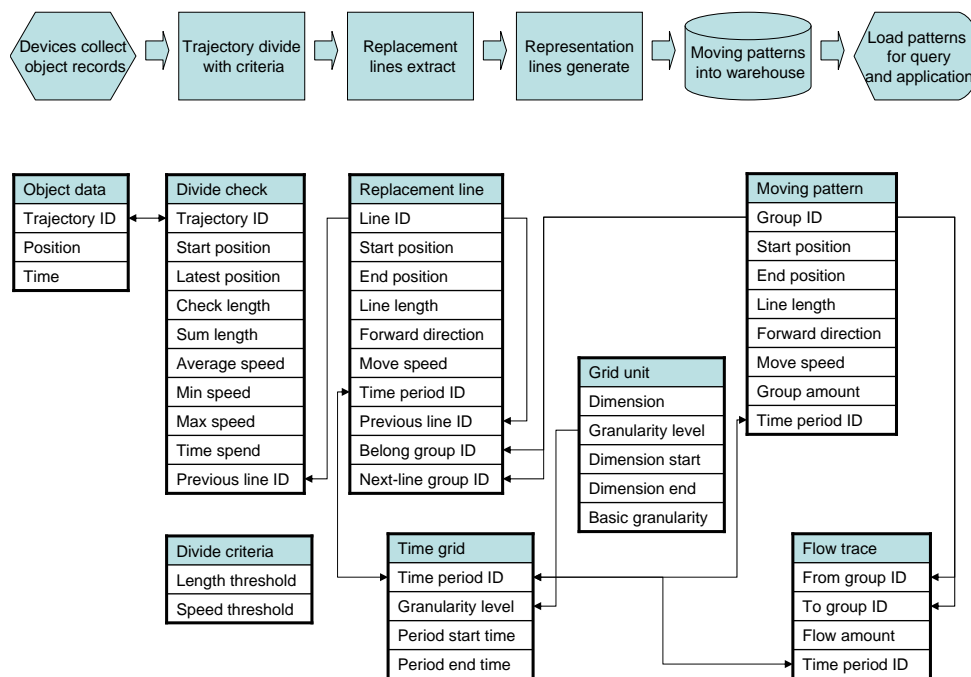 Devices collect
object records
Trajectory divide
with criteria
Replacement
lines extract
Representation
lines generate
Moving patterns
into warehouse
Load patterns
for query
and application
Object data
Trajectory ID
Position
Time
Divide check
Trajectory ID
Start position
Latest position
Check length
Sum length
Average speed
Min speed
Max speed
Time spend
Previous line ID
Replacement line
Line ID
Start position
End position
Line length
Forward direction
Move speed
Time period ID
Previous line ID
Belong group ID
Next-line group ID
Moving pattern
Group ID
Start position
End position
Line length
Forward direction
Move speed
Group amount
Time period ID
Grid unit
Dimension
Granularity level
Dimension start
Dimension end
Basic granularity
Divide criteria
Length threshold
Speed threshold
Time grid
Time period ID
Granularity level
Period start time
Period end time
Flow trace
From group ID
To group ID
Flow amount
Time period ID